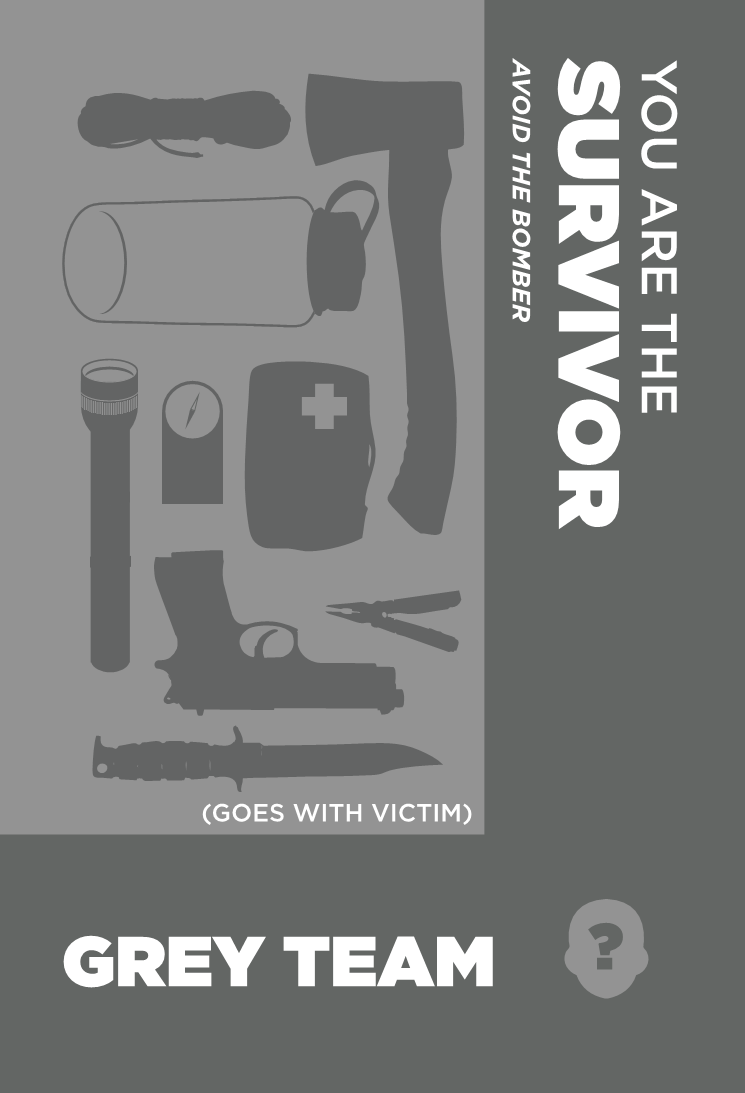 YOU ARE THE
SURVIVOR
AVOID THE BOMBER
(GOES WITH VICTIM)
GREY TEAM
?